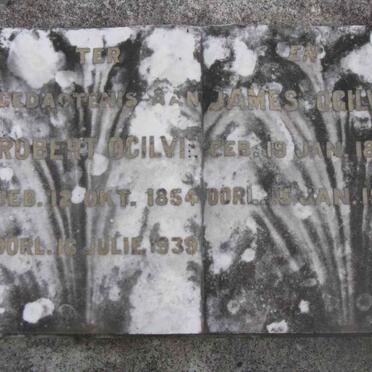 TER
GEDAGTENIS AAN
ROBERT OGILVIE
GEB. 12 OKT. 1854
OORL. 16 JULIE 1939
EN
JAMES OGILV
GEB. 19 JAN. 18
OORL. 15 JAN. 1